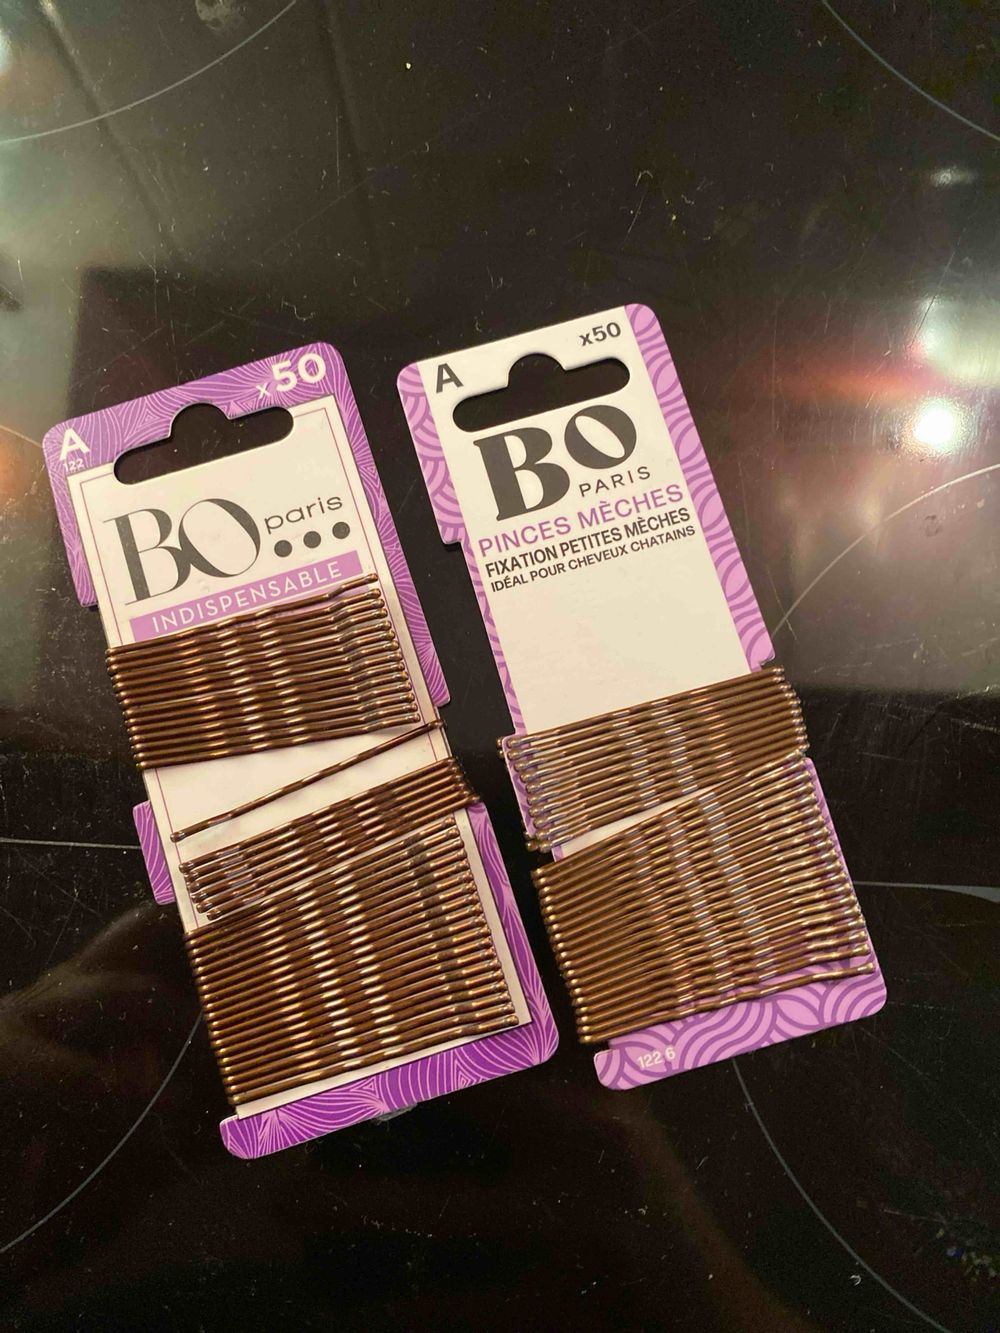 x50
A
122
BO paris
INDISPENSABLE
A
x50
BO
PARIS
PINCES MÈCHES
FIXATION PETITES MÈCHES
IDÉAL POUR CHEVEUX CHATAINS
122 6